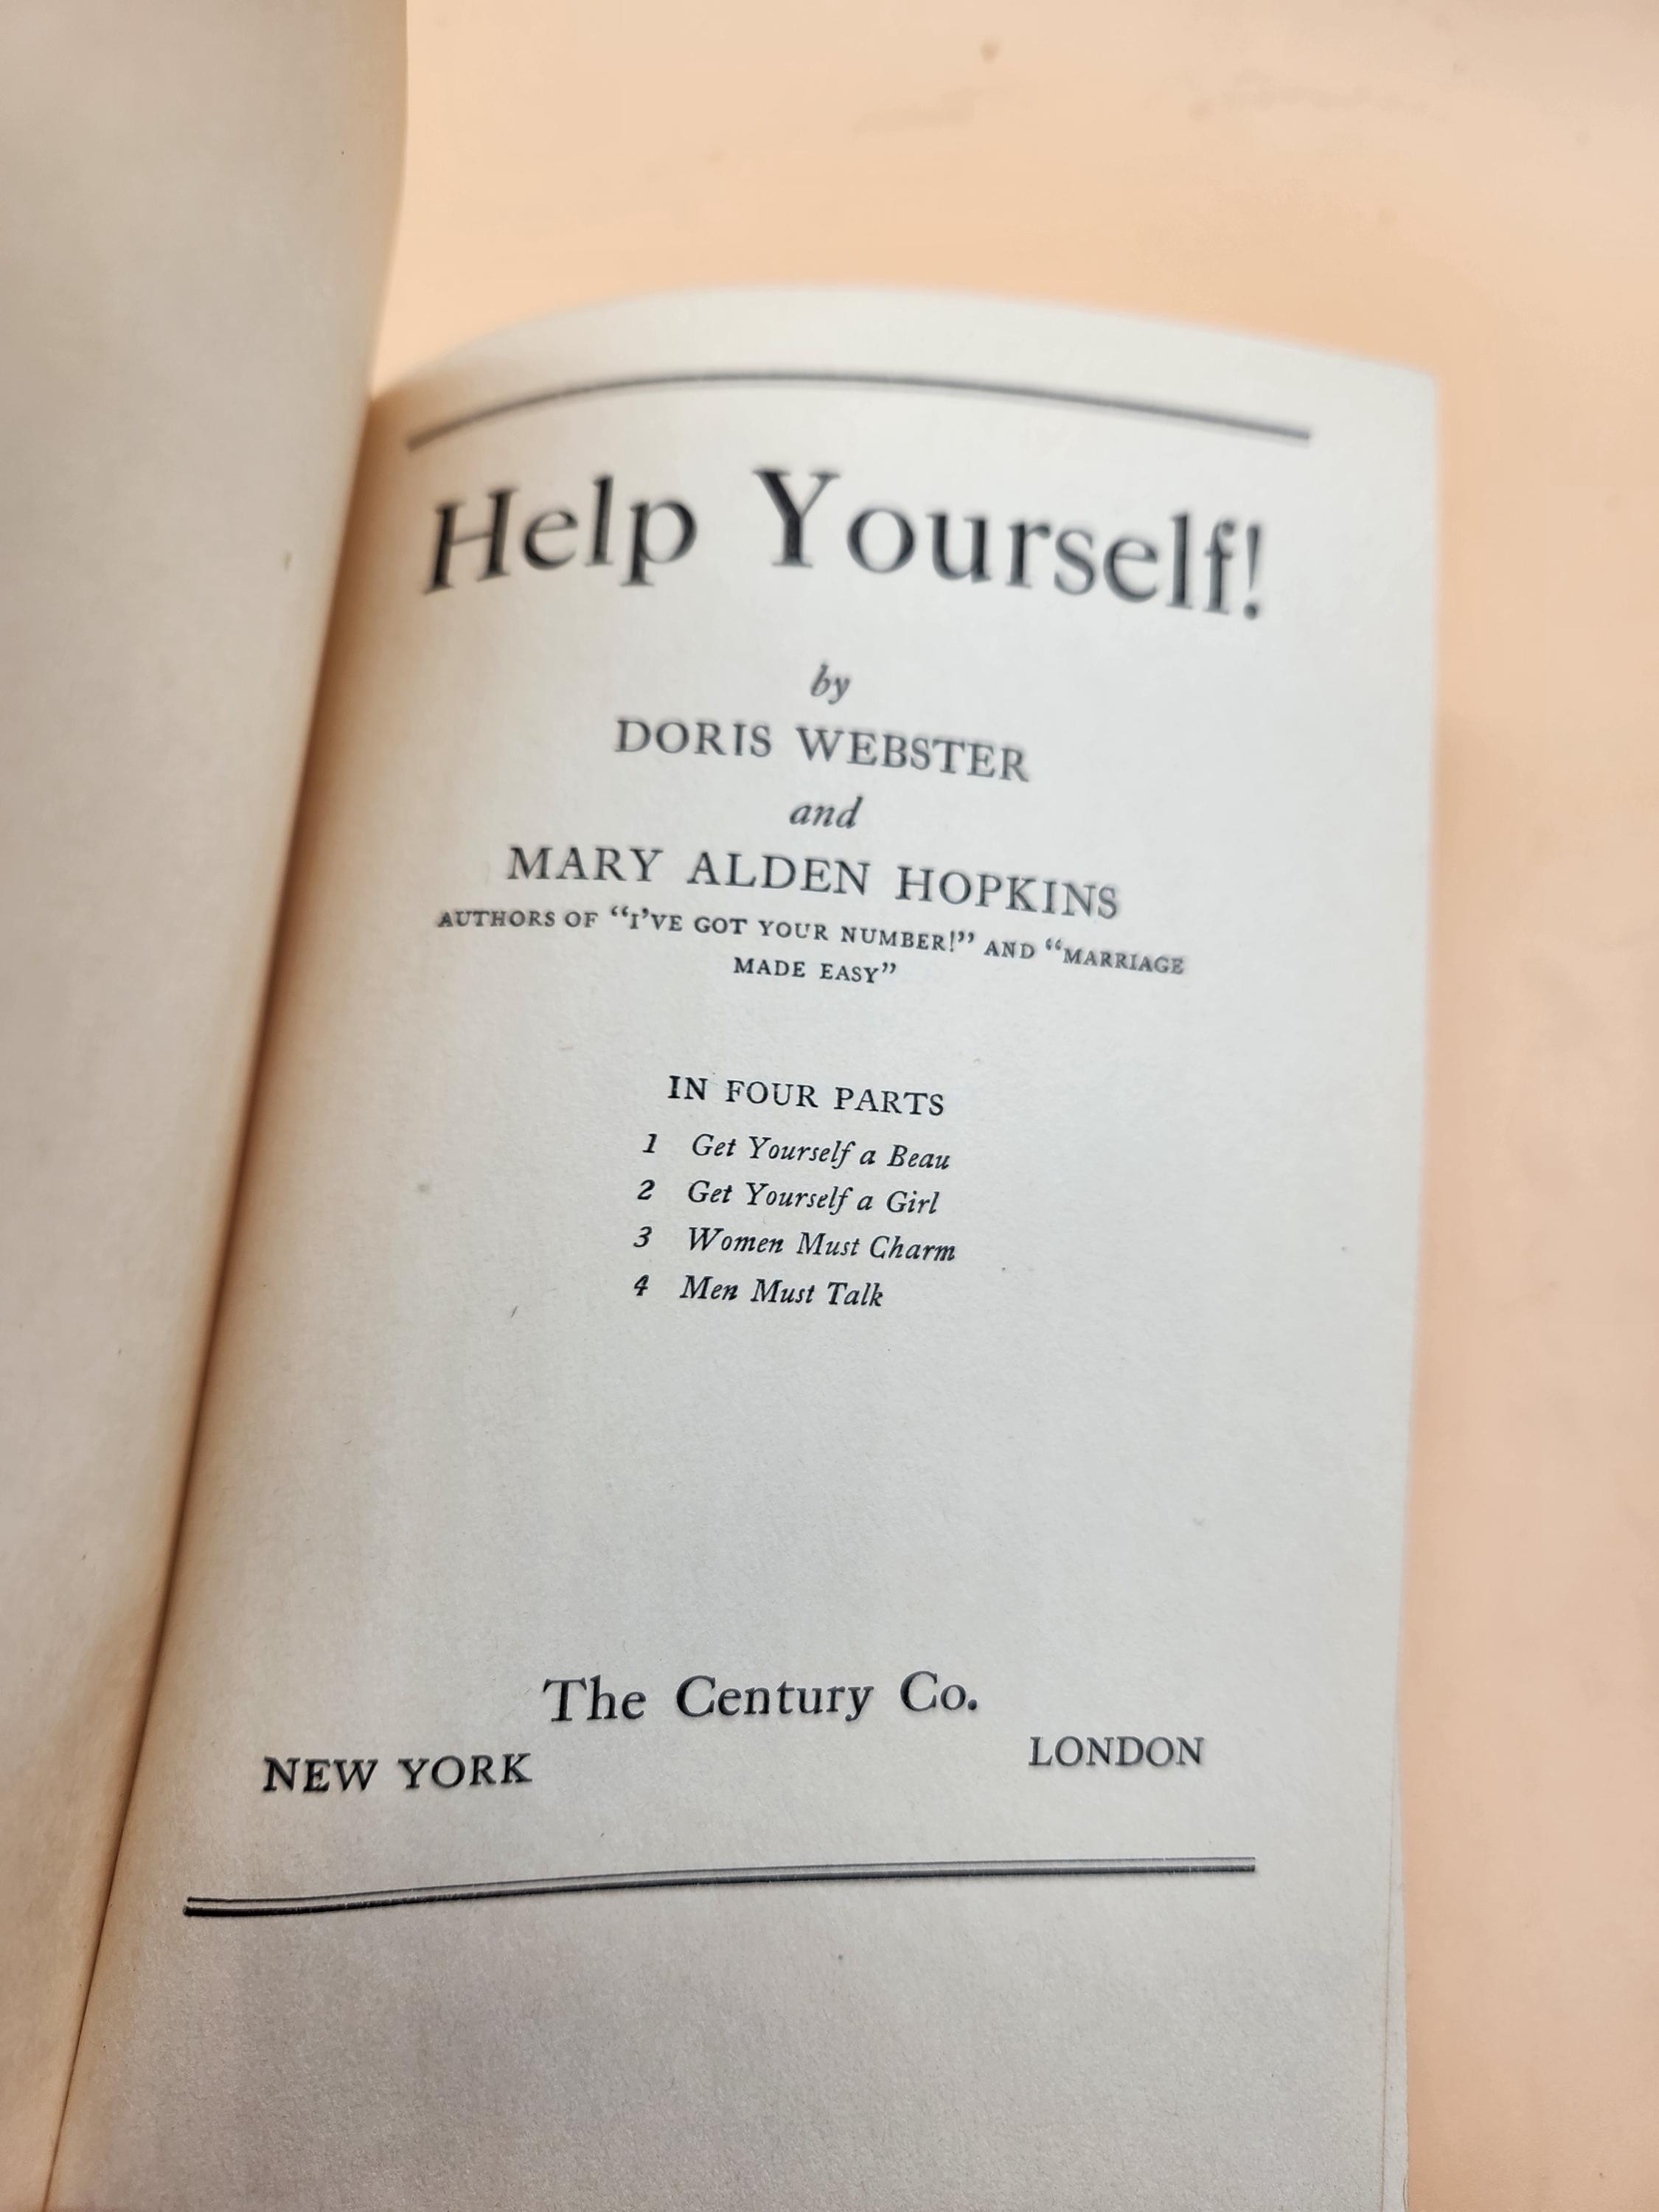 Help Yourself!
by
DORIS WEBSTER
and
MARY ALDEN HOPKINS
AUTHORS OF “I’VE GOT YOUR NUMBER!” AND “MARRIAGE
MADE EASY”
IN FOUR PARTS
1 Get Yourself a Beau
2 Get Yourself a Girl
3 Women Must Charm
4 Men Must Talk
The Century Co.
NEW YORK LONDON